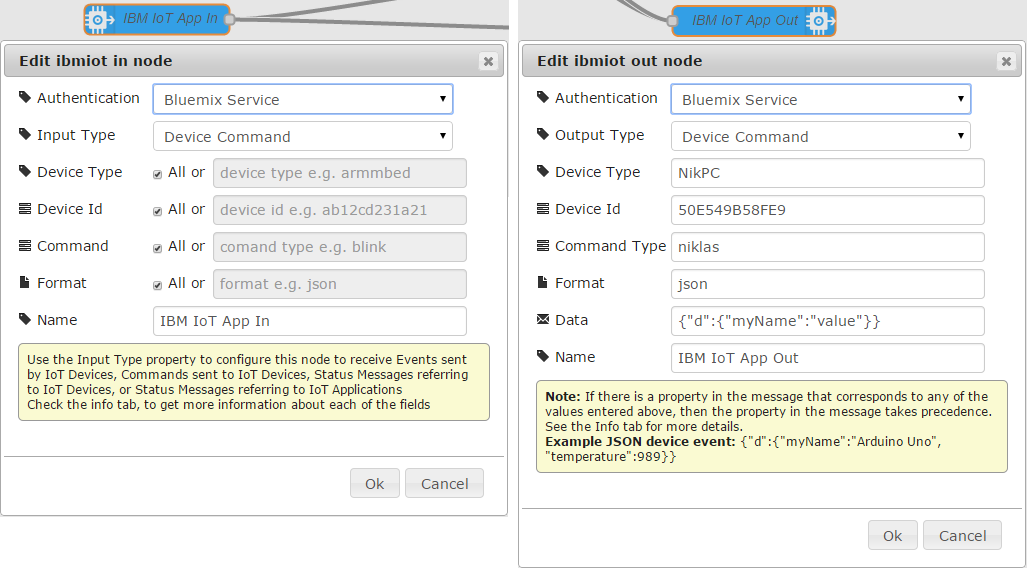 IBM IoT App In
Edit ibmiot in node
Authentication Bluemix Service
Input Type Device Command
Device Type All or device type e.g. armmbed
Device Id All or device id e.g. ab12cd231a21
Command All or comand type e.g. blink
Format All or format e.g. json
Name IBM IoT App In
Use the Input Type property to configure this node to receive Events sent
by IoT Devices, Commands sent to IoT Devices, Status Messages referring
to IoT Devices, or Status Messages referring to IoT Applications
Check the info tab, to get more information about each of the fields
Ok Cancel
IBM IoT App Out
Edit ibmiot out node
Authentication Bluemix Service
Output Type Device Command
Device Type NikPC
Device Id 50E549B58FE9
Command Type niklas
Format json
Data {"d":{"myName":"value"}}
Name IBM IoT App Out
Note: If there is a property in the message that corresponds to any of the
values entered above, then the property in the message takes precedence.
See the Info tab for more details.
Example JSON device event: {"d":{"myName":"Arduino Uno",
"temperature":989}}
Ok Cancel